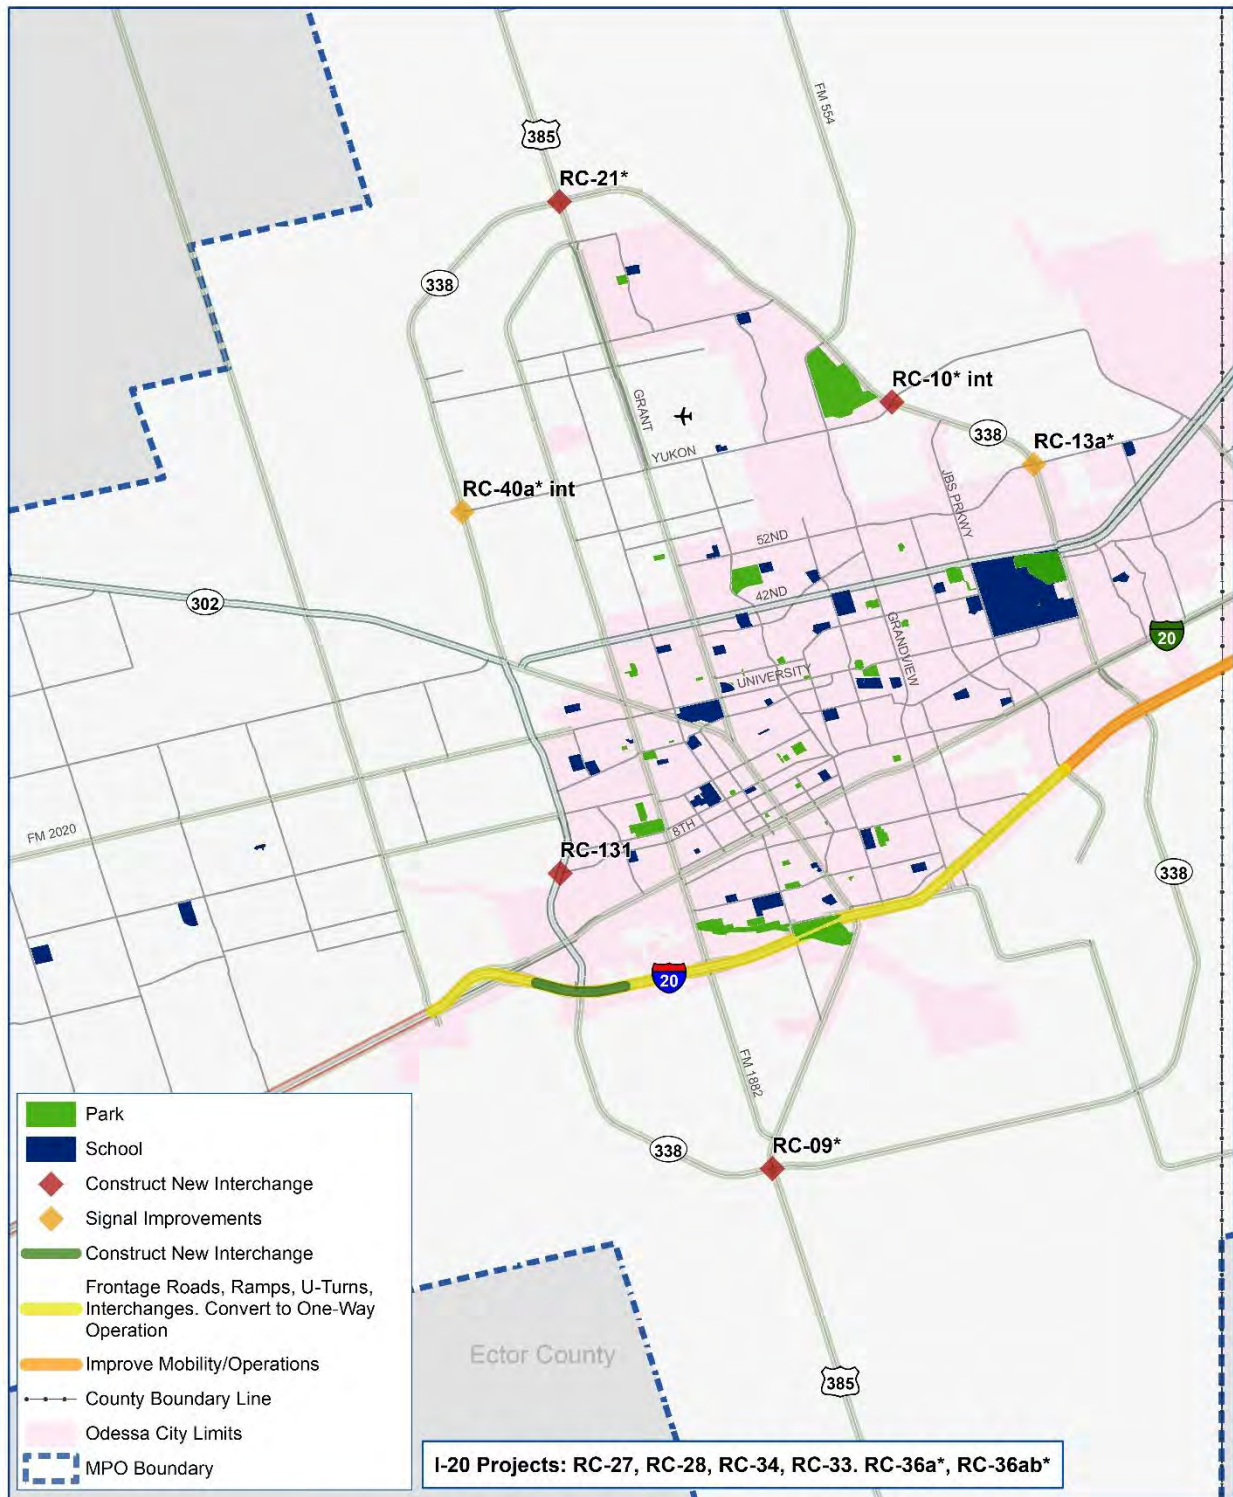 FM 554
385
RC-21*
338
RC-10* int
GRANT
338
RC-13a*
YUKON
JBS PRKWY
RC-40a* int
52ND
302
42ND
GRANDVIEW
20
UNIVERSITY
FM 2020
8TH
RC-131
338
20
FM 1882
338
RC-09*
Park
School
Construct New Interchange
Signal Improvements
Construct New Interchange
Frontage Roads, Ramps, U-Turns,
Interchanges. Convert to One-Way
Operation
Improve Mobility/Operations
County Boundary Line
Odessa City Limits
MPO Boundary
Ector County
385
I-20 Projects: RC-27, RC-28, RC-34, RC-33. RC-36a*, RC-36ab*